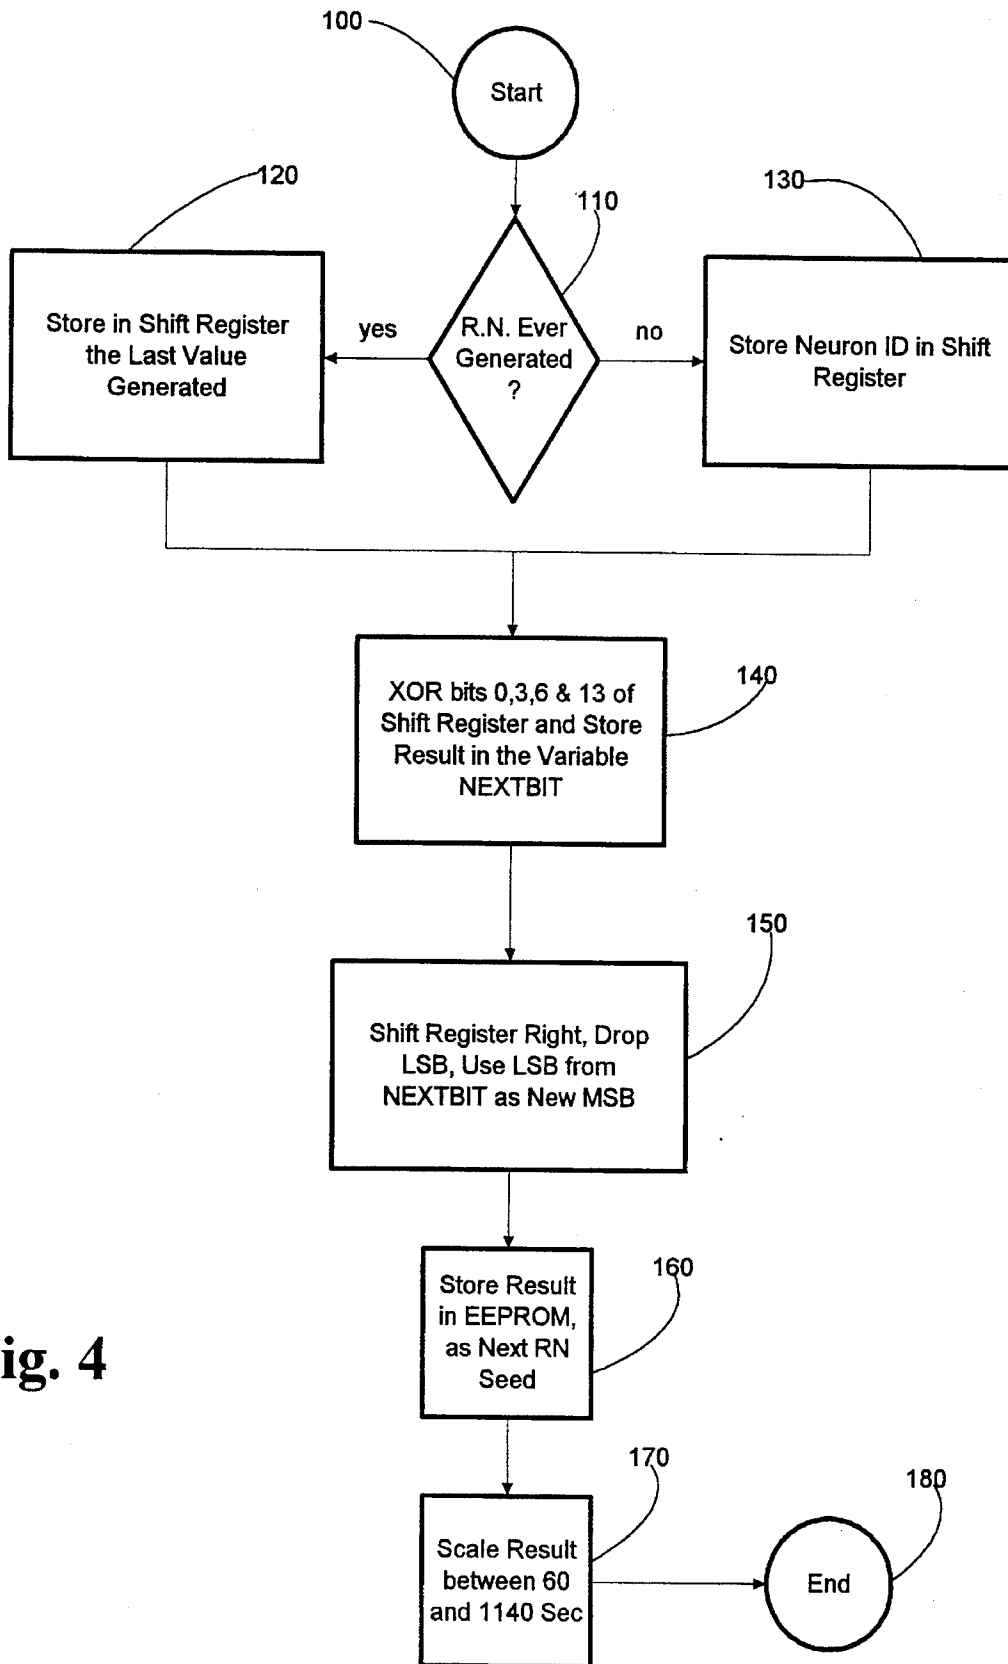 100
Start
120
130
110
Store in Shift Register
the Last Value
Generated
yes
R.N. Ever
Generated
?
no
Store Neuron ID in Shift
Register
XOR bits 0,3,6 & 13 of
Shift Register and Store
Result in the Variable
NEXTBIT
140
150
Shift Register Right, Drop
LSB, Use LSB from
NEXTBIT as New MSB
160
Store Result
in EEPROM,
as Next RN
Seed
ig. 4
170
180
Scale Result
between 60
and 1140 Sec
End